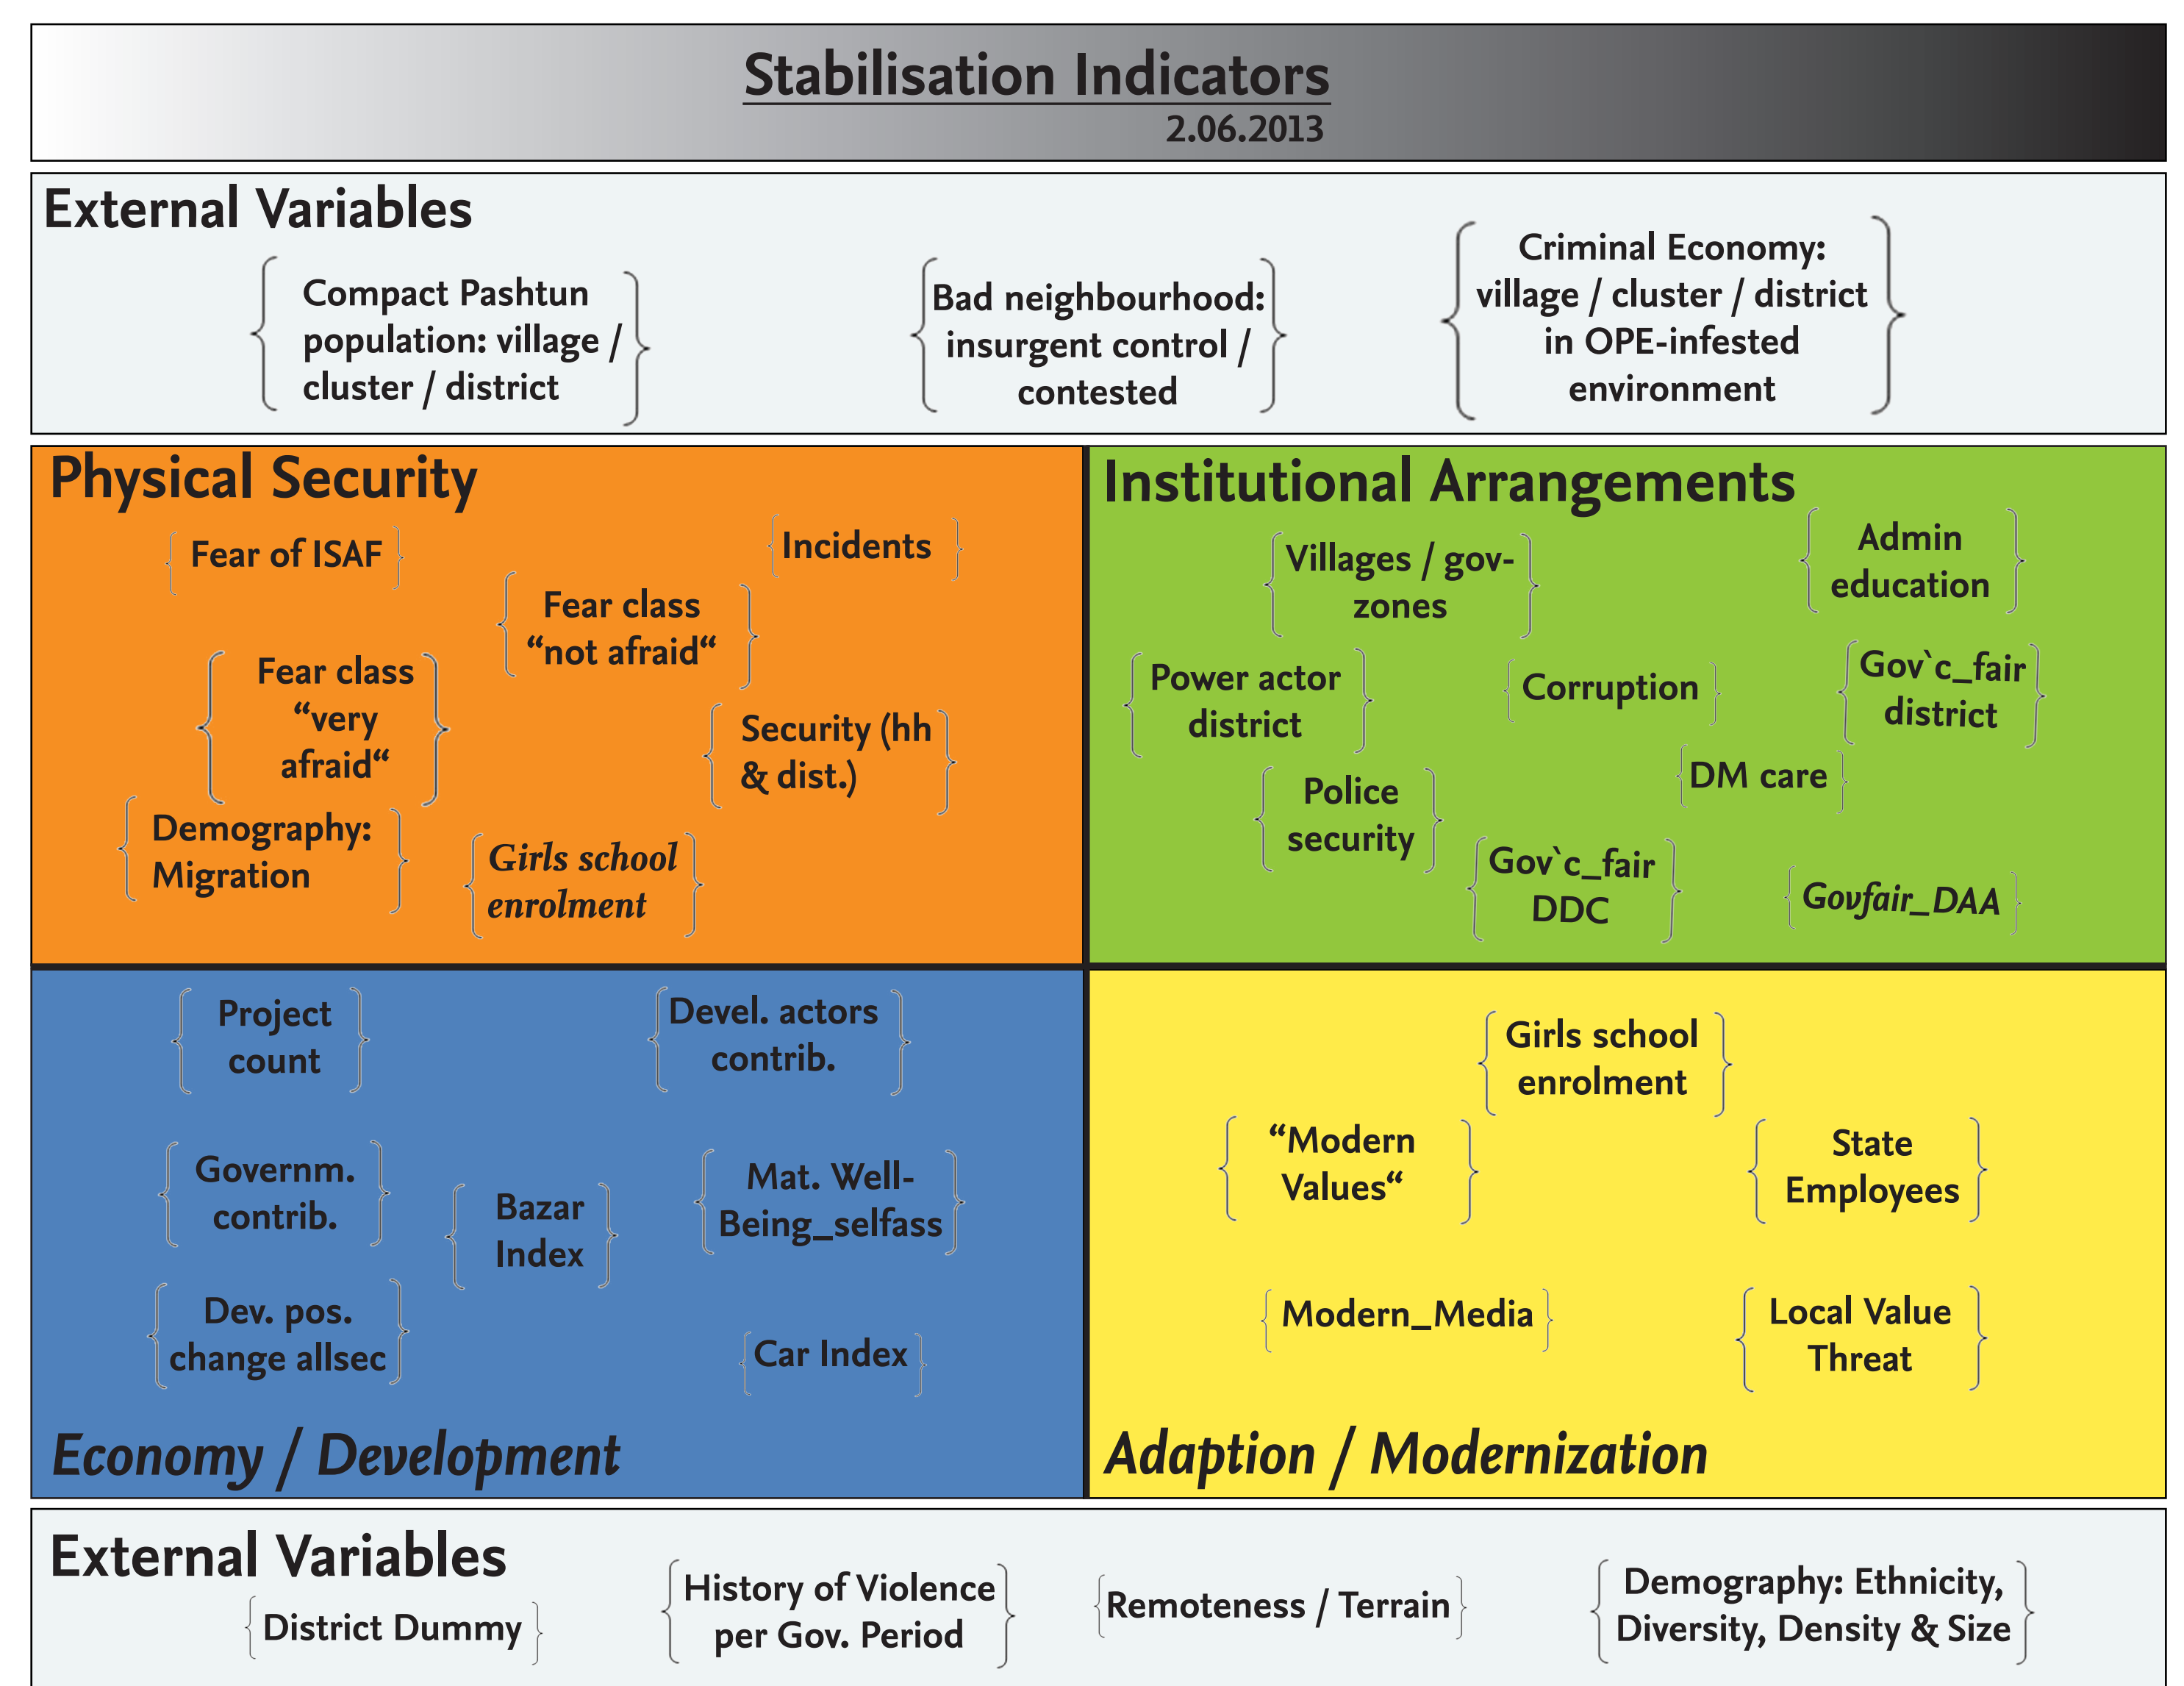 Stabilisation Indicators
2.06.2013
External Variables
Compact Pashtun
population: village /
cluster / district
Bad neighbourhood:
insurgent control /
contested
Criminal Economy:
village / cluster / district
in OPE-infested
environment
Physical Security
Fear of ISAF
Incidents
Fear class
“not afraid“
Fear class
“very
afraid“
Security (hh
& dist.)
Demography:
Migration
Girls school
enrolment
Institutional Arrangements
Villages / gov-
zones
Admin
education
Power actor
district
Corruption
Gov`c_fair
district
DM care
Police
security
Gov`c_fair
DDC
Govfair_DAA
Project
count
Devel. actors
contrib.
Governm.
contrib.
Bazar
Index
Mat. Well-
Being_selfass
Dev. pos.
change allsec
Car Index
Economy / Development
Girls school
enrolment
“Modern
Values“
State
Employees
Modern_Media
Local Value
Threat
Adaption / Modernization
External Variables
District Dummy
History of Violence
per Gov. Period
Remoteness / Terrain
Demography: Ethnicity,
Diversity, Density & Size